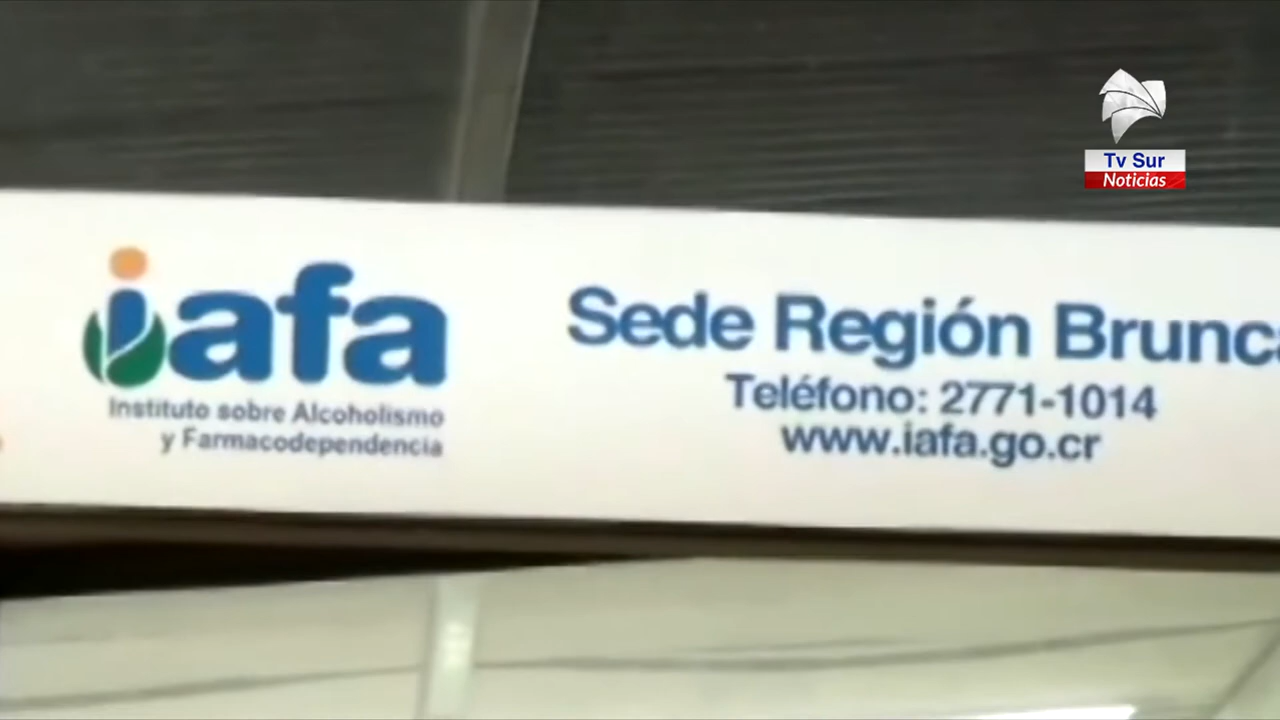 Tv Sur
Noticias
iafa
Instituto sobre Alcoholismo
y Farmacodependencia
Sede Región Brunca
Teléfono: 2771-1014
www.iafa.go.cr